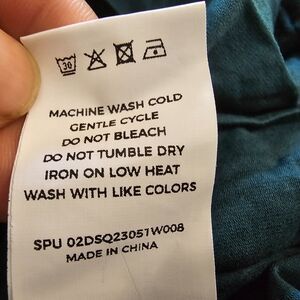 30
MACHINE WASH COLD
GENTLE CYCLE
DO NOT BLEACH
DO NOT TUMBLE DRY
IRON ON LOW HEAT
WASH WITH LIKE COLORS
SPU 02DSQ23051W008
MADE IN CHINA